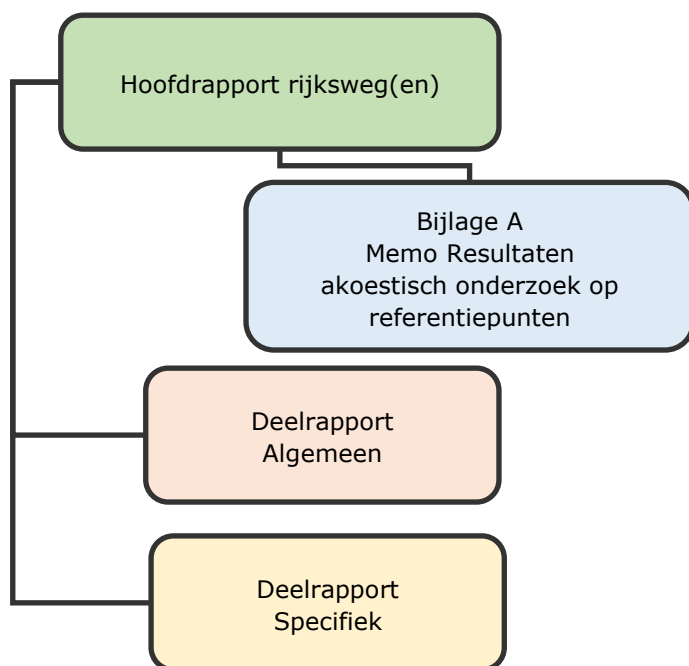 Hoofdrapport rijksweg(en)
Bijlage A
Memo Resultaten
akoestisch onderzoek op
referentiepunten
Deelrapport
Algemeen
Deelrapport
Specifiek